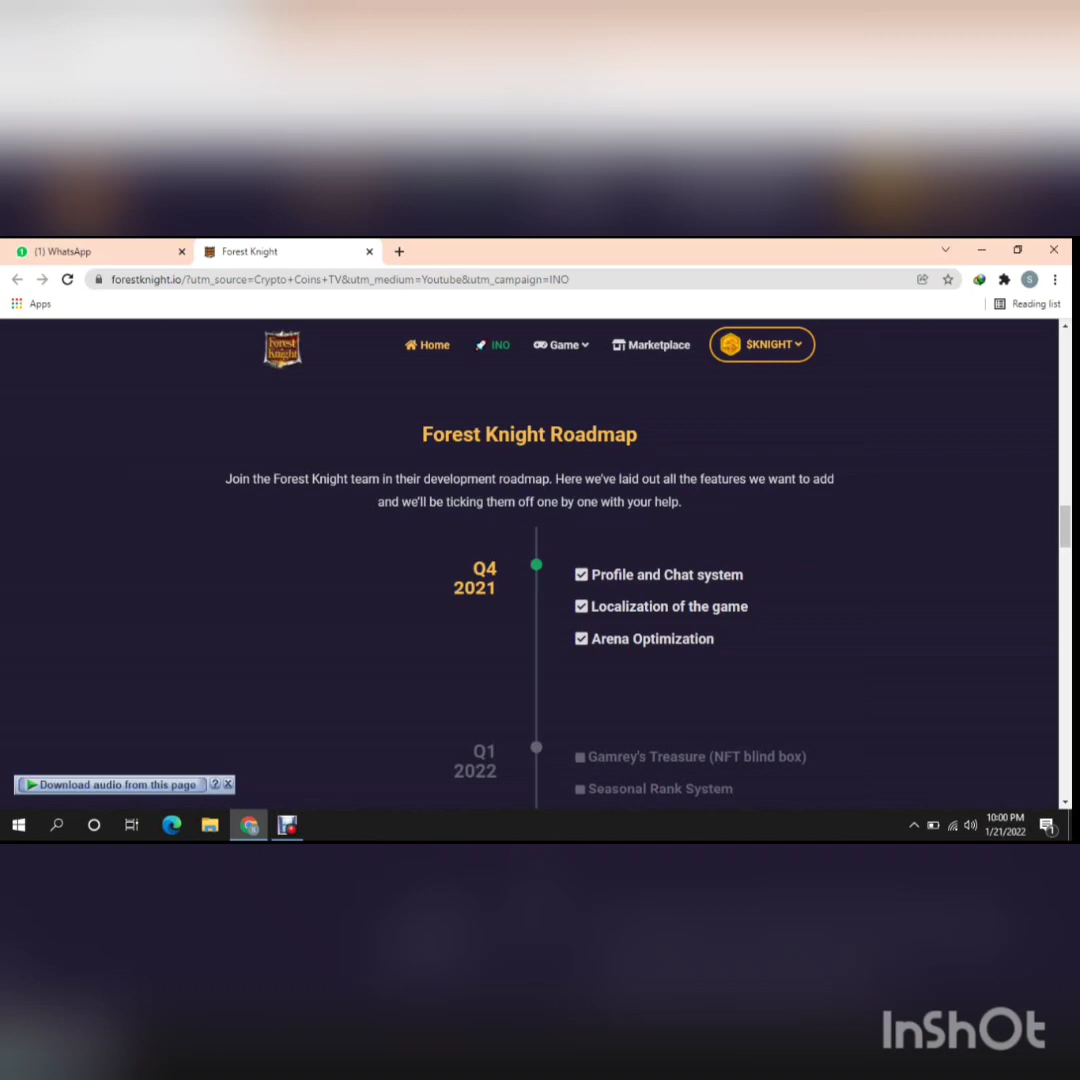 (1) WhatsApp
Forest Knight
forestknight.io/?utm_source=Crypto+Coins+TV&utm_medium=Youtube&utm_campaign=INO
S
Apps
Reading list
Forest
Knight
Home
INO
Game
Marketplace
$KNIGHT
Forest Knight Roadmap
Join the Forest Knight team in their development roadmap. Here we've laid out all the features we want to add
and we'll be ticking them off one by one with your help.
Q4
2021
Profile and Chat system
Localization of the game
Arena Optimization
Q1
2022
Gamrey's Treasure (NFT blind box)
Seasonal Rank System
Download audio from this page
?
10:00 PM
1/21/2022
1
InShOt